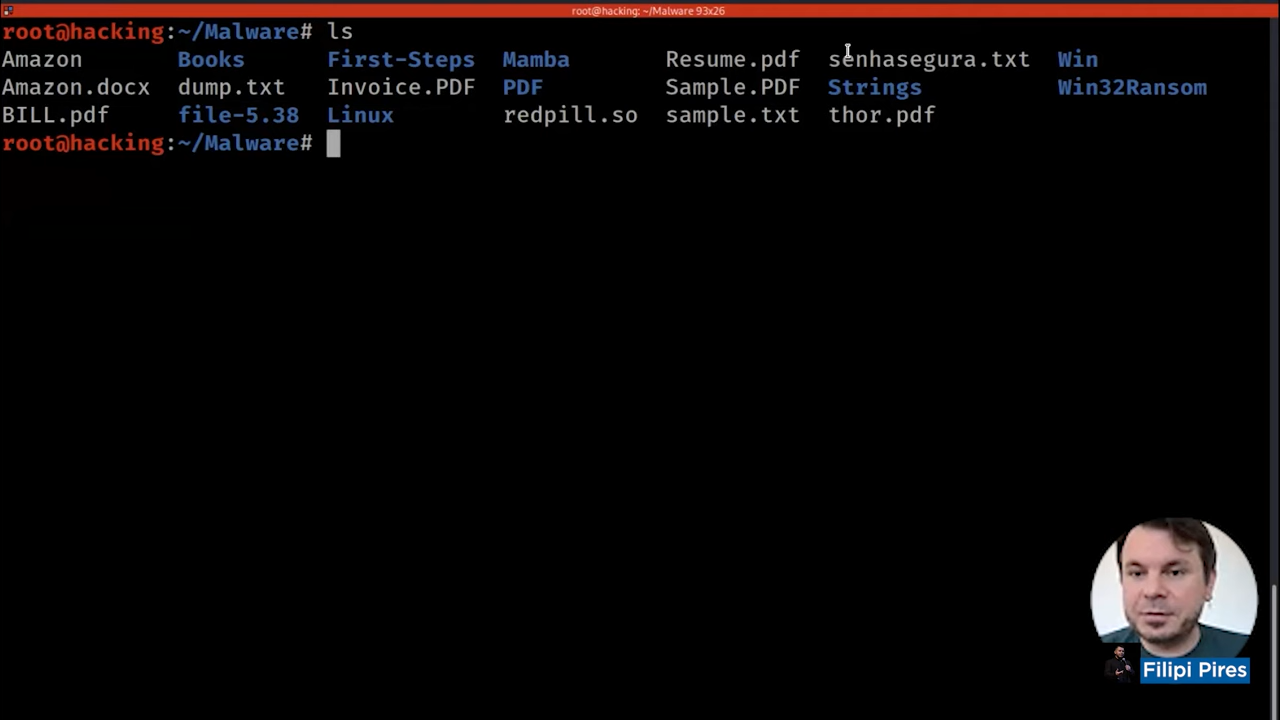 root@hacking: ~/Malware 93x26
root@hacking:~/Malware# ls
Amazon Books First-Steps Mamba Resume.pdf senhasegura.txt Win
Amazon.docx dump.txt Invoice.PDF PDF Sample.PDF Strings Win32Ransom
BILL.pdf file-5.38 Linux redpill.so sample.txt thor.pdf
root@hacking:~/Malware#
Filipi Pires